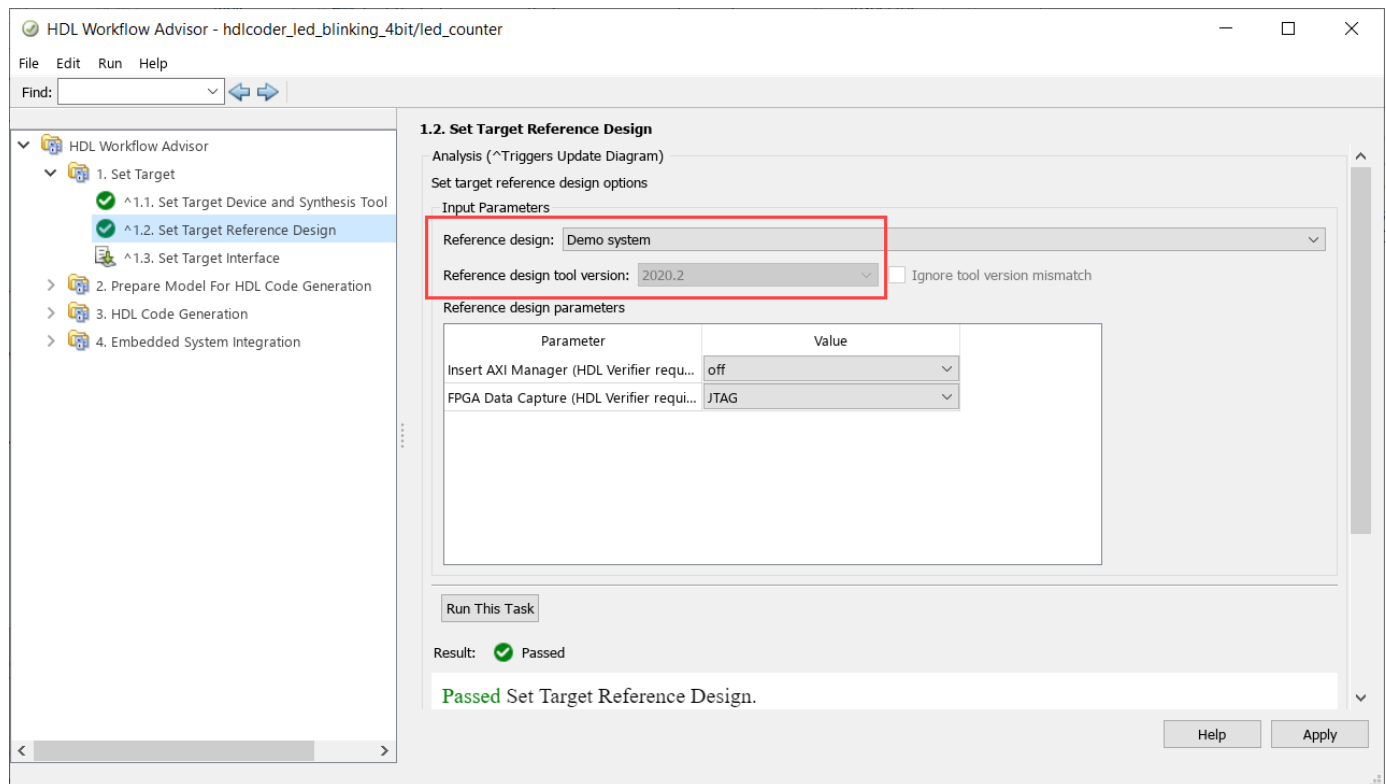 HDL Workflow Advisor - hdlcoder_led_blinking_4bit/led_counter
File Edit Run Help
Find:
HDL Workflow Advisor
1. Set Target
^1.1. Set Target Device and Synthesis Tool
^1.2. Set Target Reference Design
^1.3. Set Target Interface
2. Prepare Model For HDL Code Generation
3. HDL Code Generation
4. Embedded System Integration
1.2. Set Target Reference Design
Analysis (^Triggers Update Diagram)
Set target reference design options
Input Parameters
Reference design: Demo system
Reference design tool version: 2020.2 Ignore tool version mismatch
Reference design parameters
Parameter Value
Insert AXI Manager (HDL Verifier requ... off
FPGA Data Capture (HDL Verifier requi... JTAG
Run This Task
Result: Passed
Passed Set Target Reference Design.
Help Apply